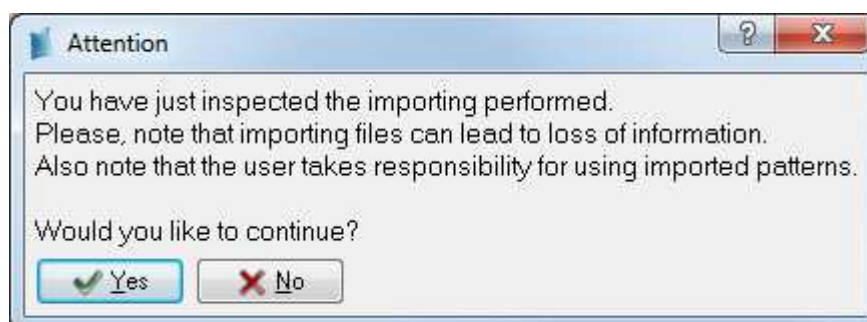 Attention
You have just inspected the importing performed.
Please, note that importing files can lead to loss of information.
Also note that the user takes responsibility for using imported patterns.
Would you like to continue?
Yes No